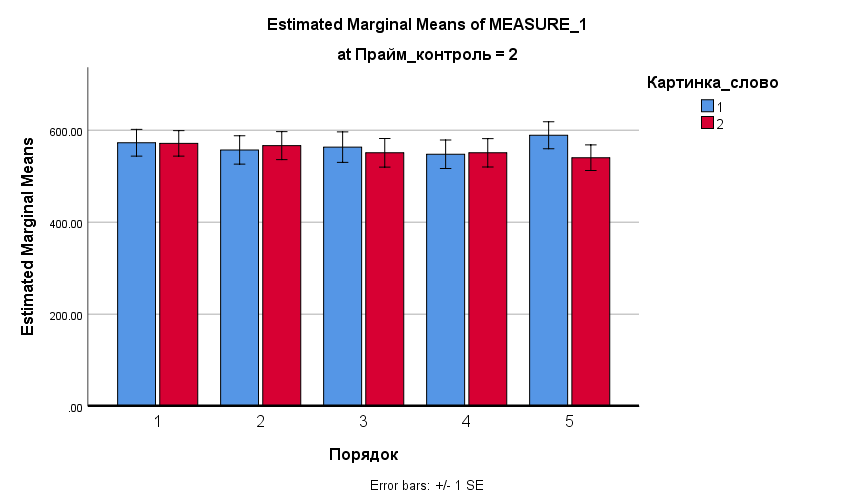 Estimated Marginal Means of MEASURE_1
at Прайм_контроль = 2
Картинка_слово
1
2
Estimated Marginal Means
600.00
400.00
200.00
.00
1 2 3 4 5
Порядок
Error bars: +/- 1 SE